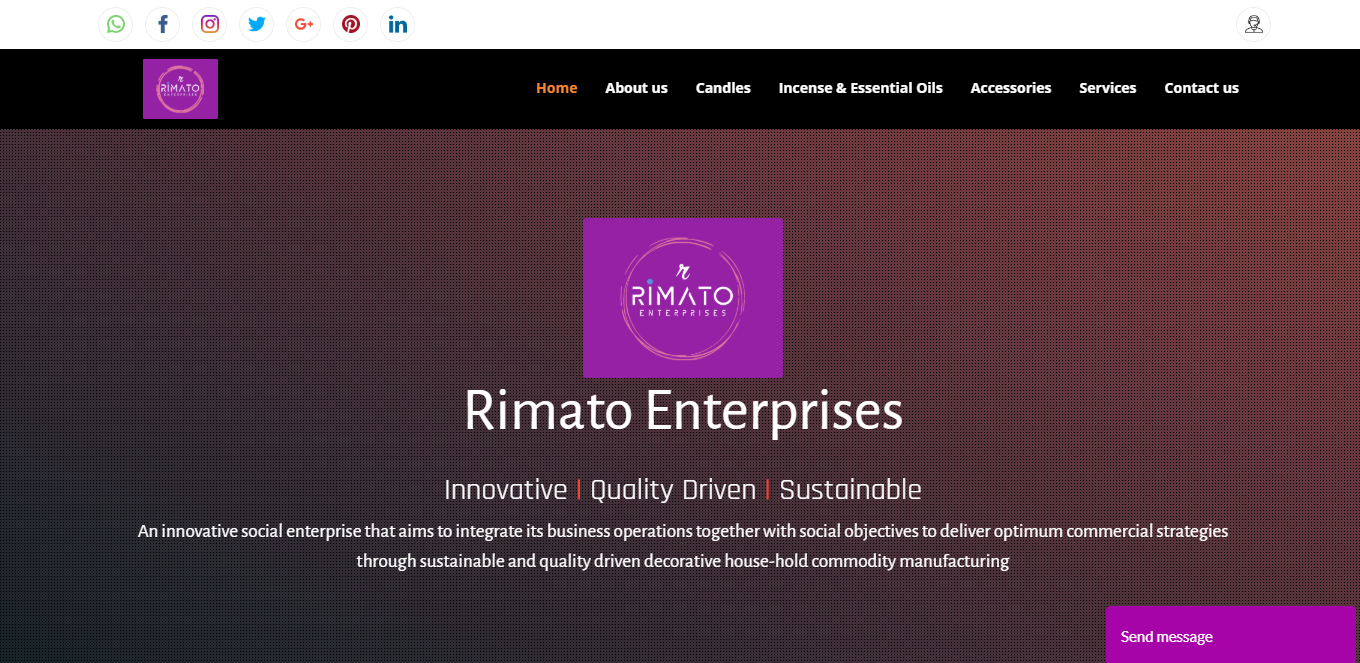 G+
RiMATO
ENTERPRISES
Home
About us
Candles
Incense & Essential Oils
Accessories
Services
Contact us
r
RiMATO
ENTERPRISES
Rimato Enterprises
Innovative | Quality Driven | Sustainable
An innovative social enterprise that aims to integrate its business operations together with social objectives to deliver optimum commercial strategies
through sustainable and quality driven decorative house-hold commodity manufacturing
Send message